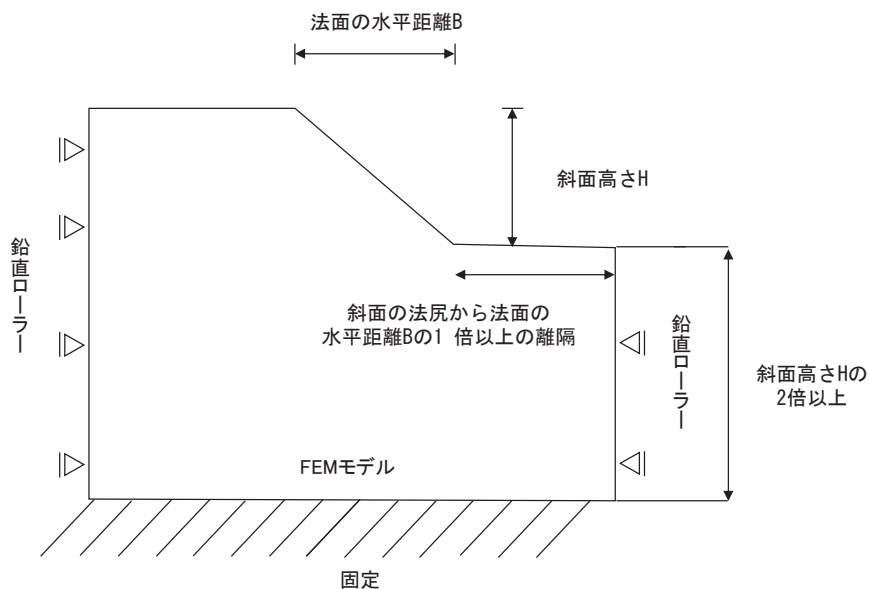 法面の水平距離B
斜面高さH
鉛直ローラー
斜面の法尻から法面の
水平距離Bの1 倍以上の離隔
鉛直ローラー
斜面高さHの
2倍以上
FEMモデル
固定